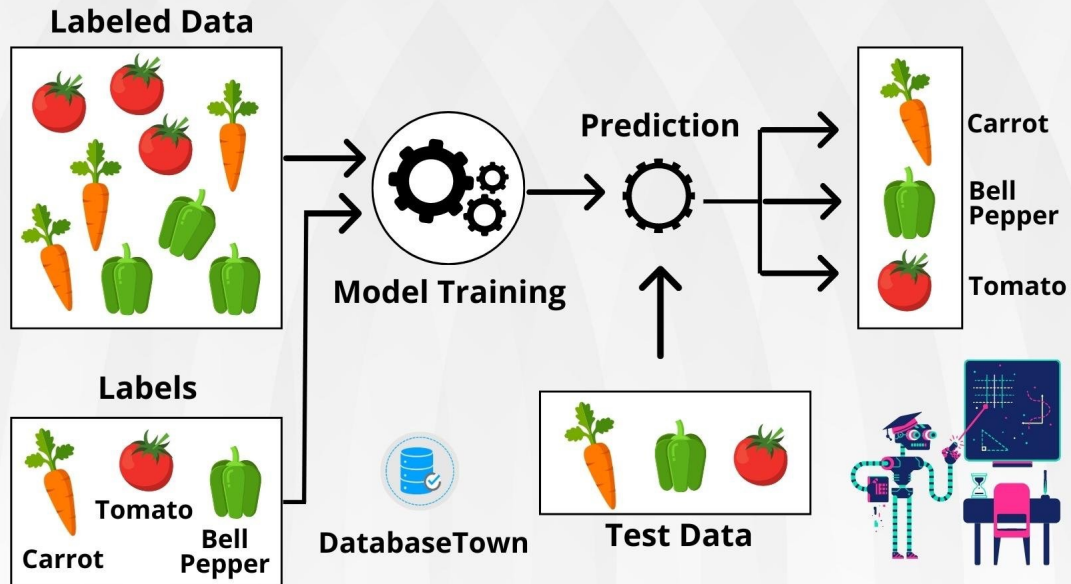 Labeled Data
Model Training
Prediction
Carrot
Bell
Pepper
Tomato
Labels
Carrot
Tomato
Bell
Pepper
DatabaseTown
Test Data